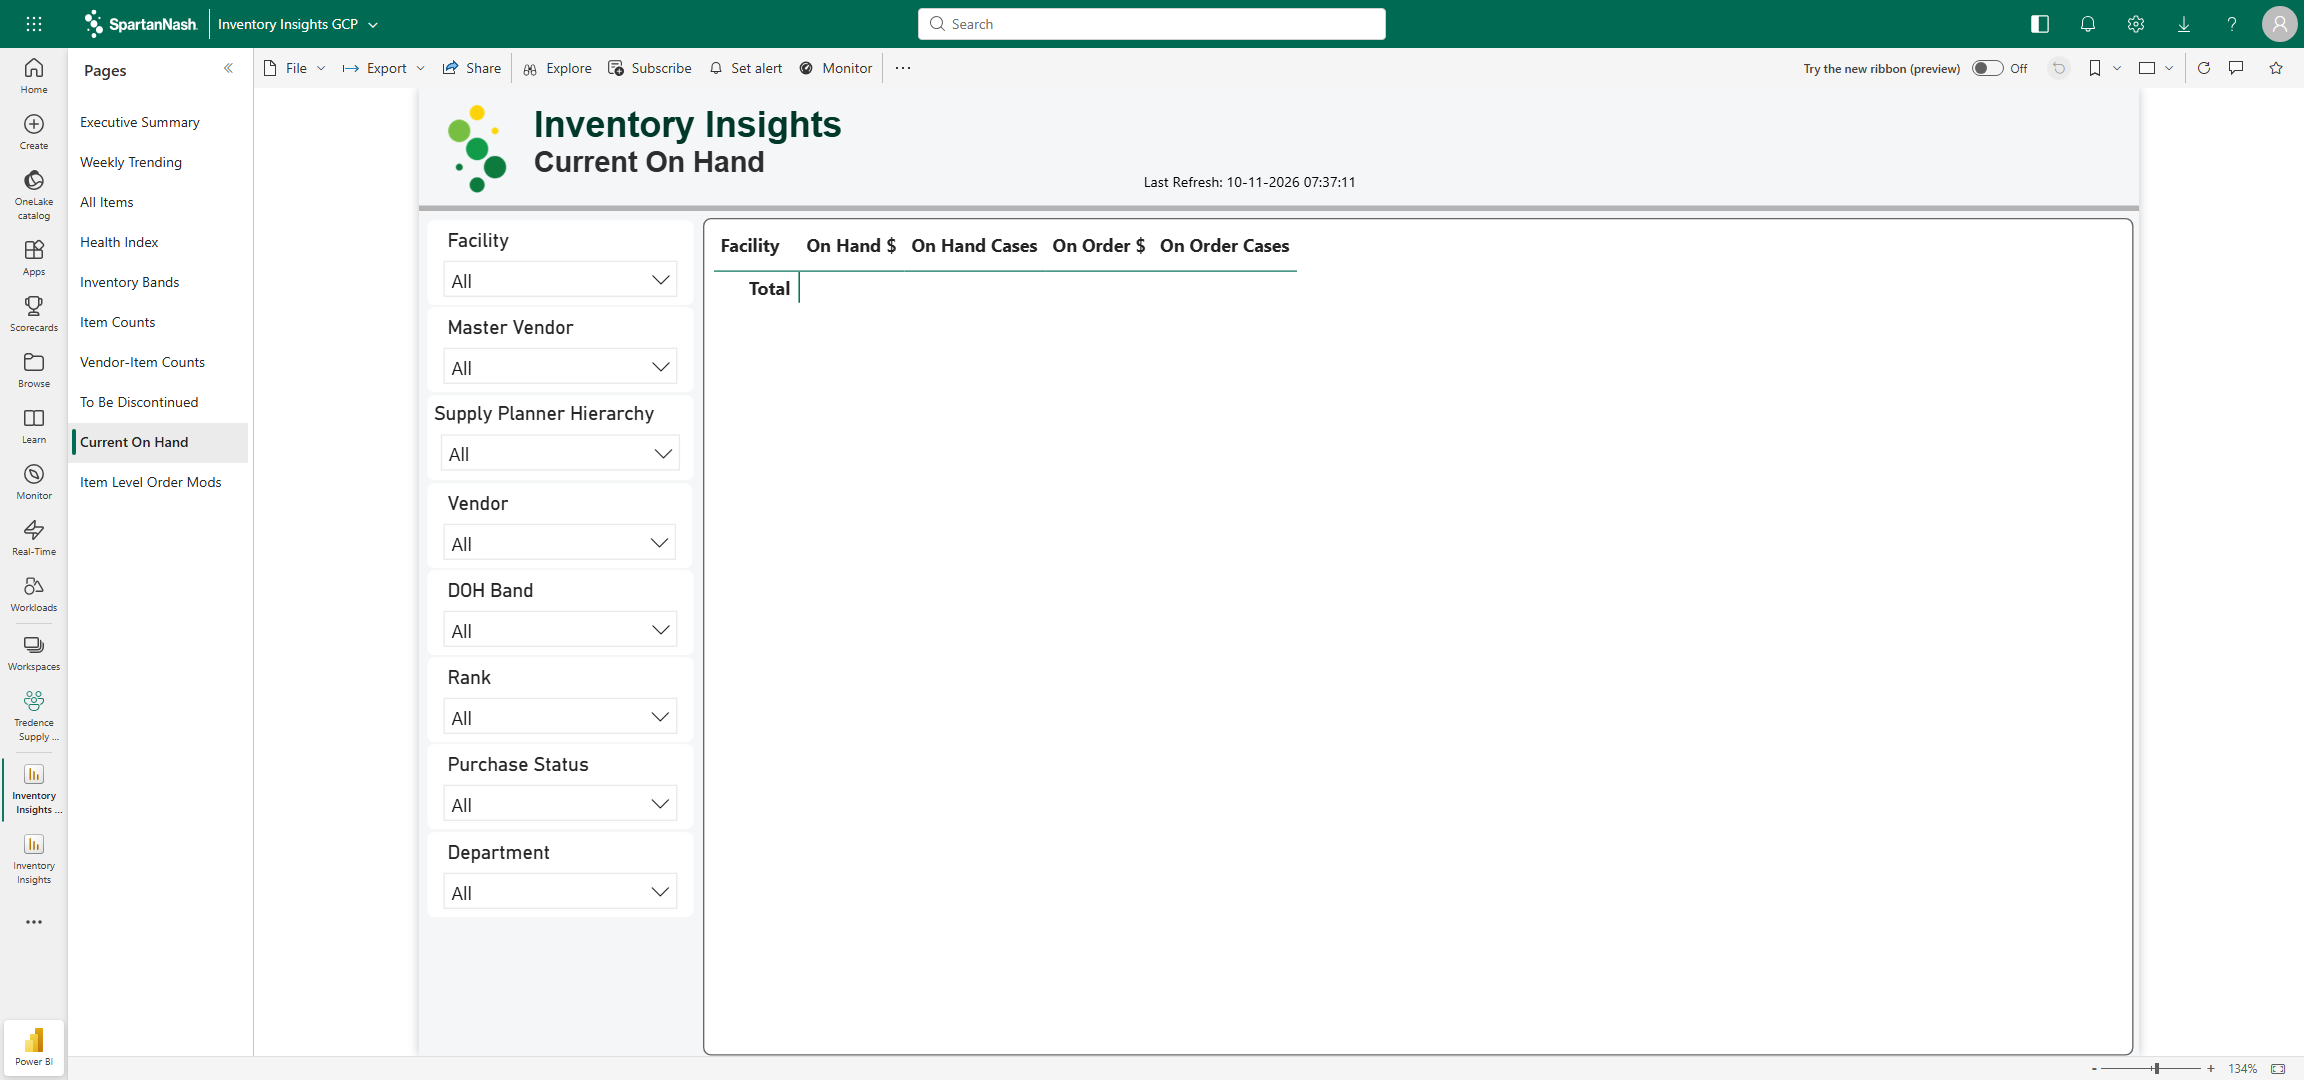 SpartanNash
Inventory Insights GCP
Search
Home
Create
OneLake
catalog
Apps
Scorecards
Browse
Learn
Monitor
Real-Time
Workloads
Workspaces
Tredence
Supply ...
Inventory
Insights ...
Inventory
Insights
Power BI
Pages
Executive Summary
Weekly Trending
All Items
Health Index
Inventory Bands
Item Counts
Vendor-Item Counts
To Be Discontinued
Current On Hand
Item Level Order Mods
File
Export
Share
Explore
Subscribe
Set alert
Monitor
Try the new ribbon (preview)
Off
Inventory Insights
Current On Hand
Last Refresh: 10-11-2026 07:37:11
Facility
All
Master Vendor
All
Supply Planner Hierarchy
All
Vendor
All
DOH Band
All
Rank
All
Purchase Status
All
Department
All
Facility On Hand $ On Hand Cases On Order $ On Order Cases
Total
- + 134%